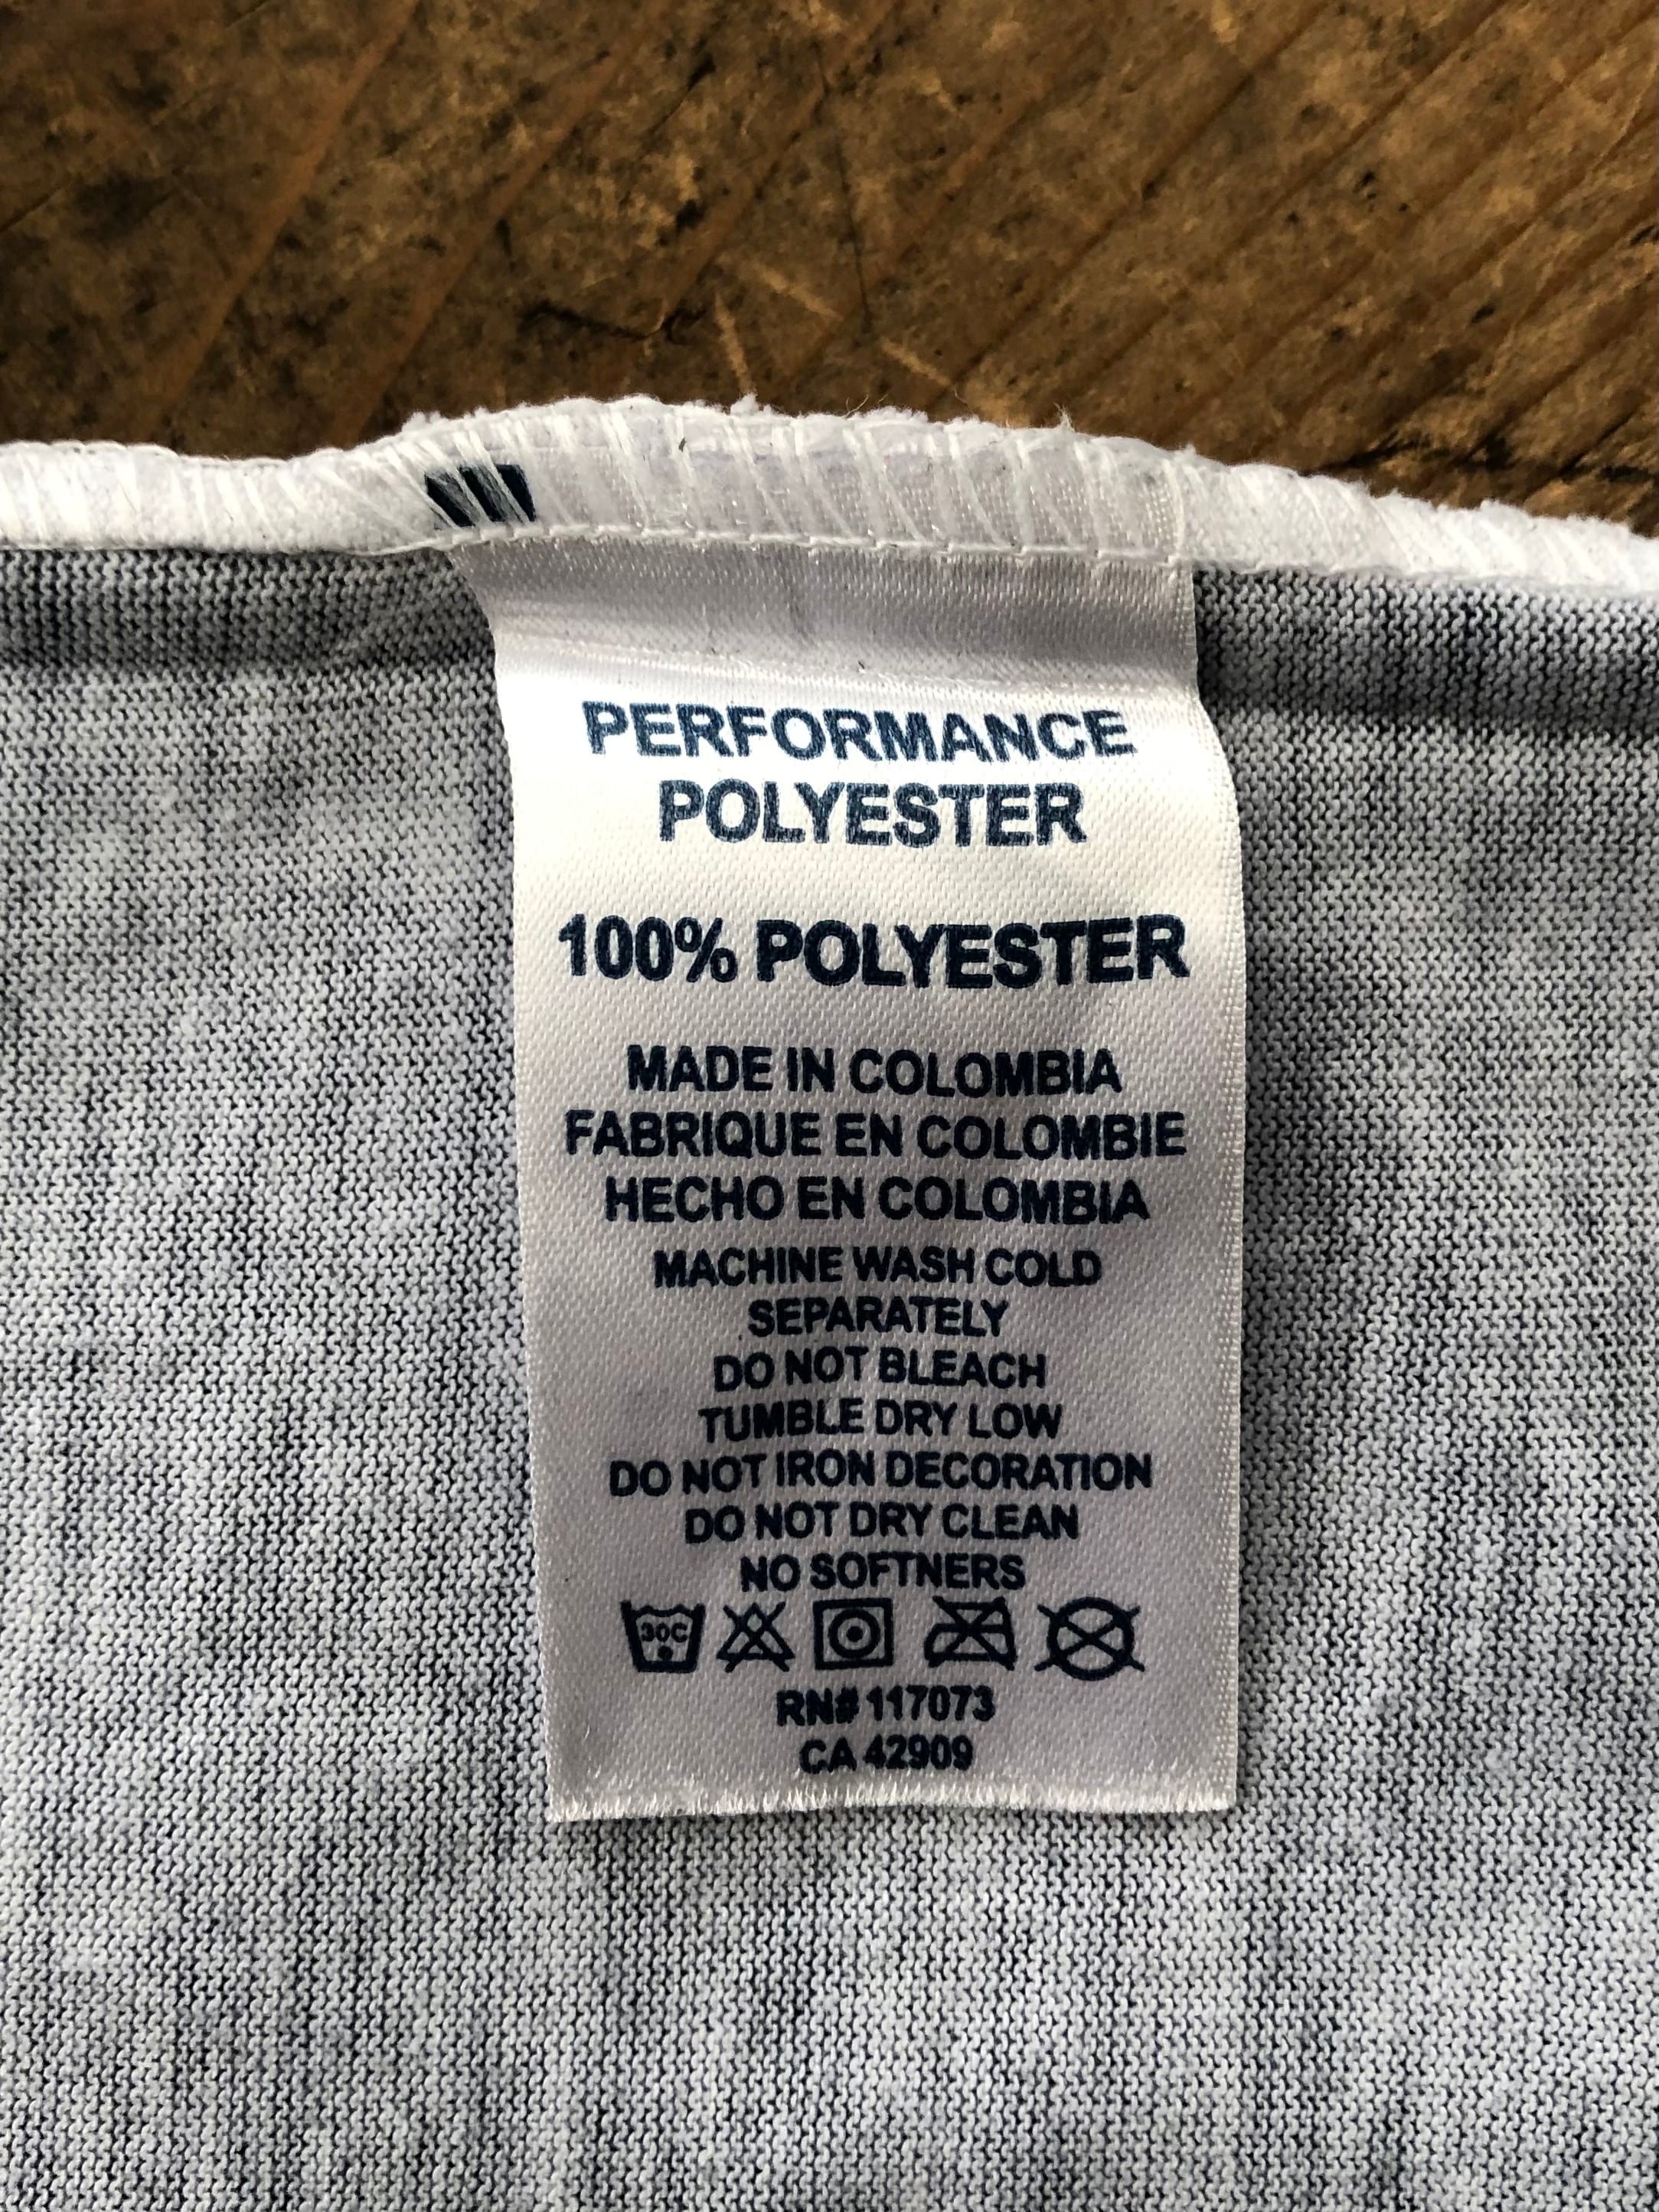 PERFORMANCE
POLYESTER
100% POLYESTER
MADE IN COLOMBIA
FABRIQUE EN COLOMBIE
HECHO EN COLOMBIA
MACHINE WASH COLD
SEPARATELY
DO NOT BLEACH
TUMBLE DRY LOW
DO NOT IRON DECORATION
DO NOT DRY CLEAN
NO SOFTNERS
30C
RN# 117073
CA 42909